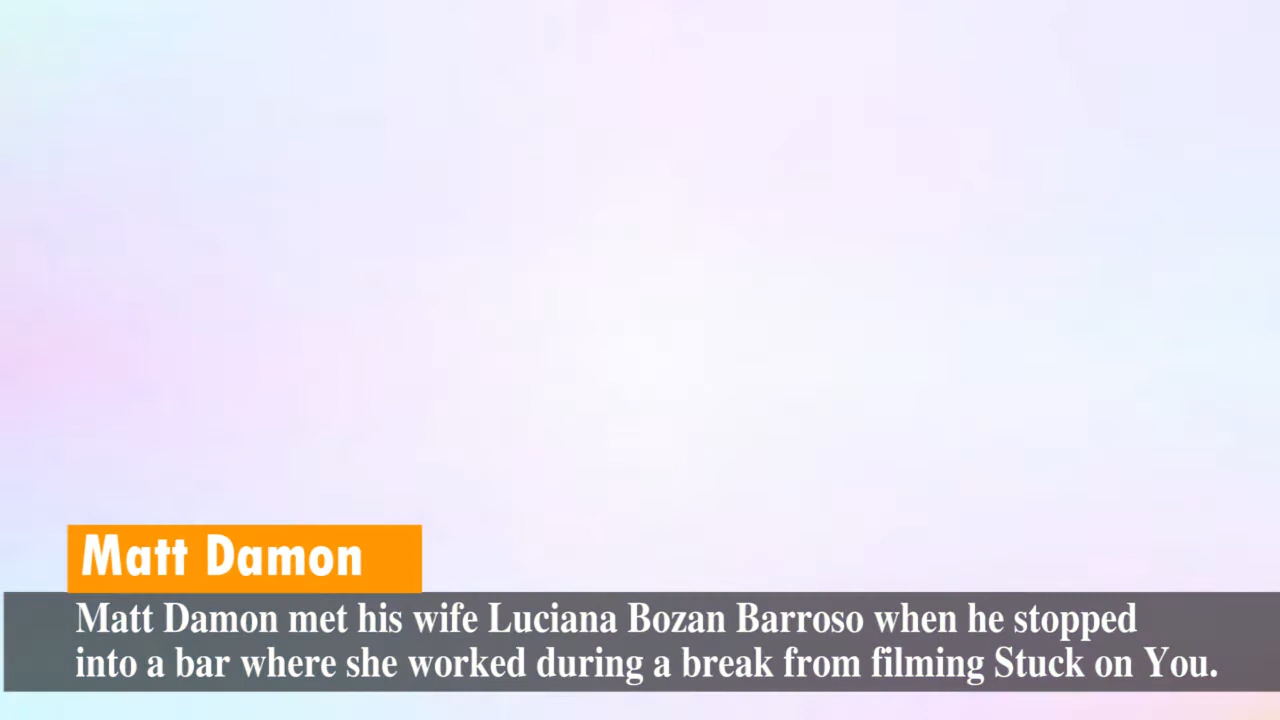 Matt Damon
Matt Damon met his wife Luciana Bozan Barroso when he stopped
into a bar where she worked during a break from filming Stuck on You.